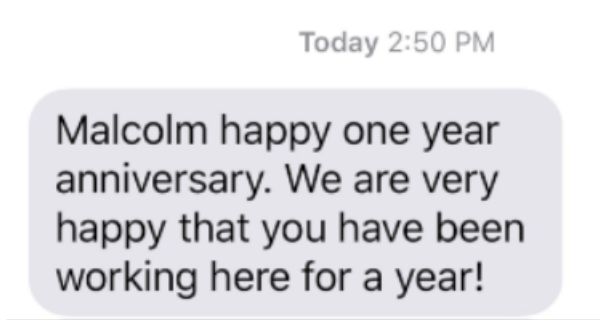 Today 2:50 PM
Malcolm happy one year
anniversary. We are very
happy that you have been
working here for a year!